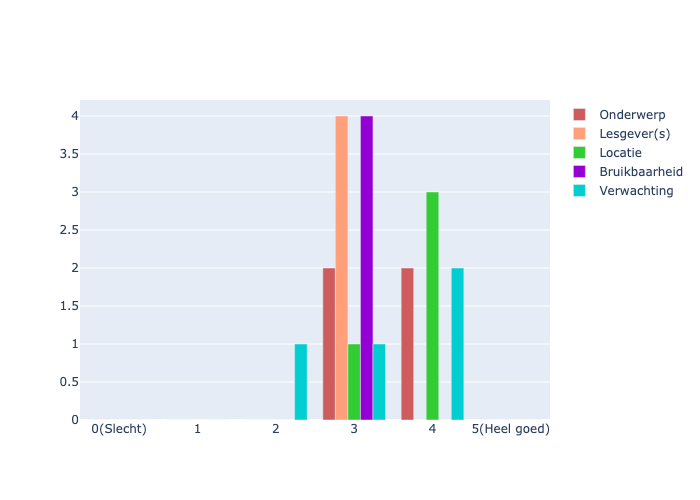 4
3.5
3
2.5
2
1.5
1
0.5
0
0(Slecht) 1 2 3 4 5(Heel goed)
Onderwerp
Lesgever(s)
Locatie
Bruikbaarheid
Verwachting